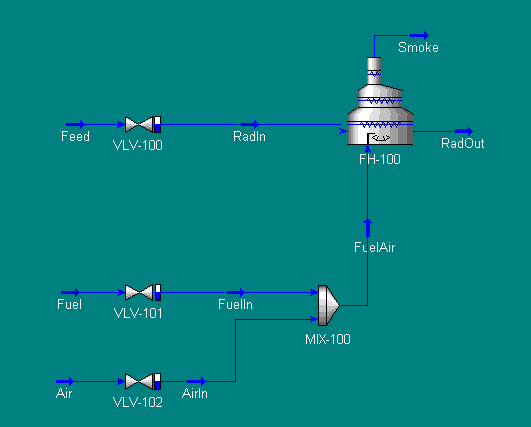 Smoke
Feed
VLV-100
RadIn
FH-100
RadOut
FuelAir
Fuel
VLV-101
FuelIn
MIX-100
Air
VLV-102
AirIn